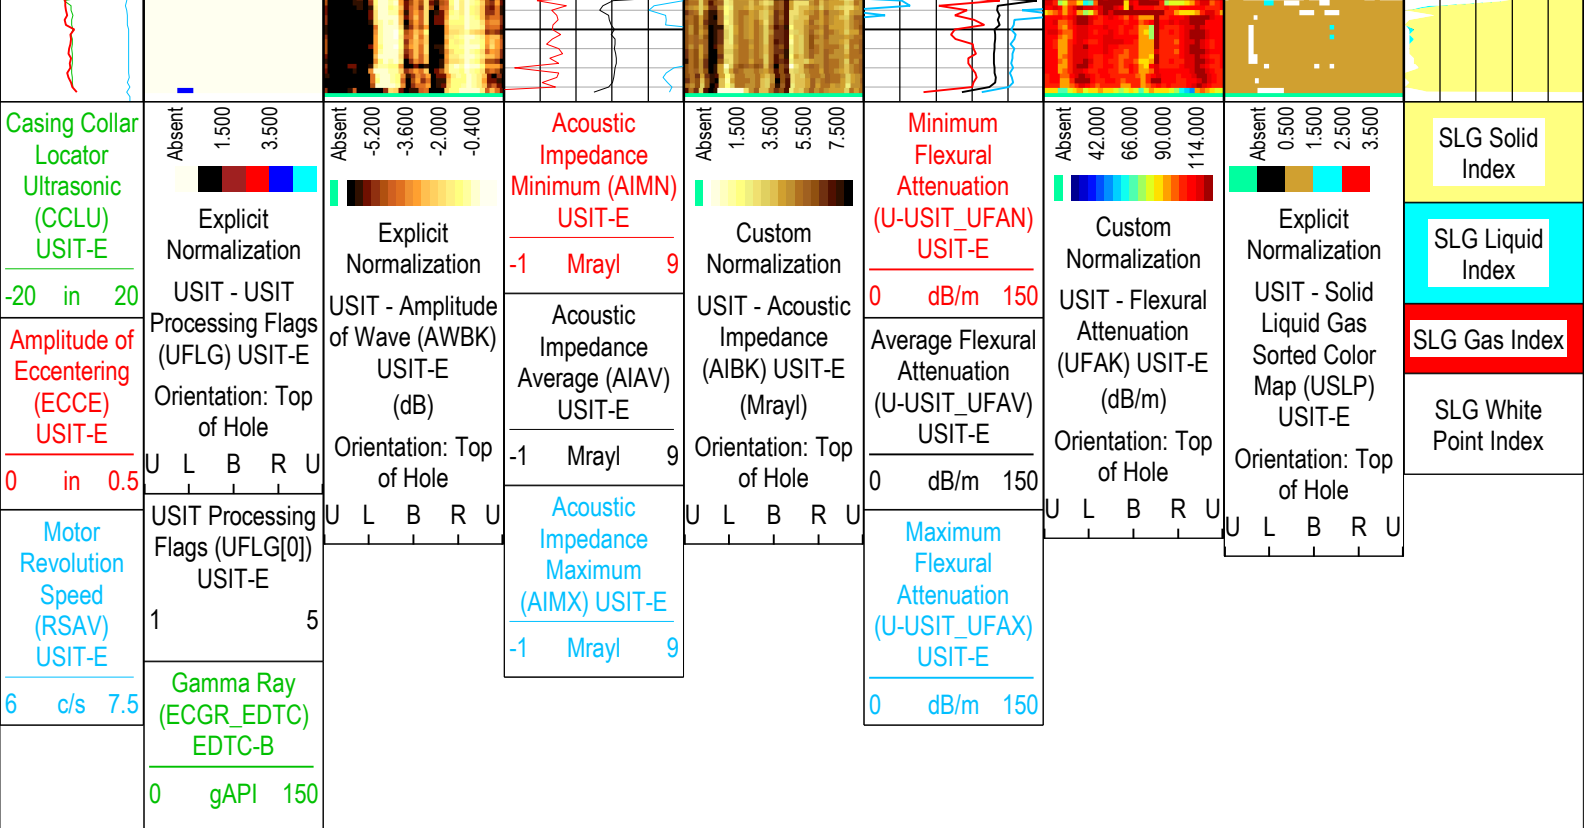 Casing Collar
Locator
Ultrasonic
(CCLU)
USIT-E
-20 in 20
Amplitude of
Eccentering
(ECCE)
USIT-E
0 in 0.5
Motor
Revolution
Speed
(RSAV)
USIT-E
6 c/s 7.5
Absent
1.500
3.500
Explicit
Normalization
USIT - USIT
Processing Flags
(UFLG) USIT-E
Orientation: Top
of Hole
U L B R U
USIT Processing
Flags (UFLG[0])
USIT-E
1 5
Gamma Ray
(ECGR_EDTC)
EDTC-B
0 gAPI 150
Absent
-5.200
-3.600
-2.000
-0.400
Explicit
Normalization
USIT - Amplitude
of Wave (AWBK)
USIT-E
(dB)
Orientation: Top
of Hole
U L B R U
Acoustic
Impedance
Minimum (AIMN)
USIT-E
-1 Mrayl 9
Acoustic
Impedance
Average (AIAV)
USIT-E
-1 Mrayl 9
Acoustic
Impedance
Maximum
(AIMX) USIT-E
-1 Mrayl 9
Absent
1.500
3.500
5.500
7.500
Custom
Normalization
USIT - Acoustic
Impedance
(AIBK) USIT-E
(Mrayl)
Orientation: Top
of Hole
U L B R U
Minimum
Flexural
Attenuation
(U-USIT_UFAN)
USIT-E
0 dB/m 150
Average Flexural
Attenuation
(U-USIT_UFAV)
USIT-E
0 dB/m 150
Maximum
Flexural
Attenuation
(U-USIT_UFAX)
USIT-E
0 dB/m 150
Absent
42.000
66.000
90.000
114.000
Custom
Normalization
USIT - Flexural
Attenuation
(UFAK) USIT-E
(dB/m)
Orientation: Top
of Hole
U L B R U
Absent
0.500
1.500
2.500
3.500
Explicit
Normalization
USIT - Solid
Liquid Gas
Sorted Color
Map (USLP)
USIT-E
Orientation: Top
of Hole
U L B R U
SLG Solid
Index
SLG Liquid
Index
SLG Gas Index
SLG White
Point Index